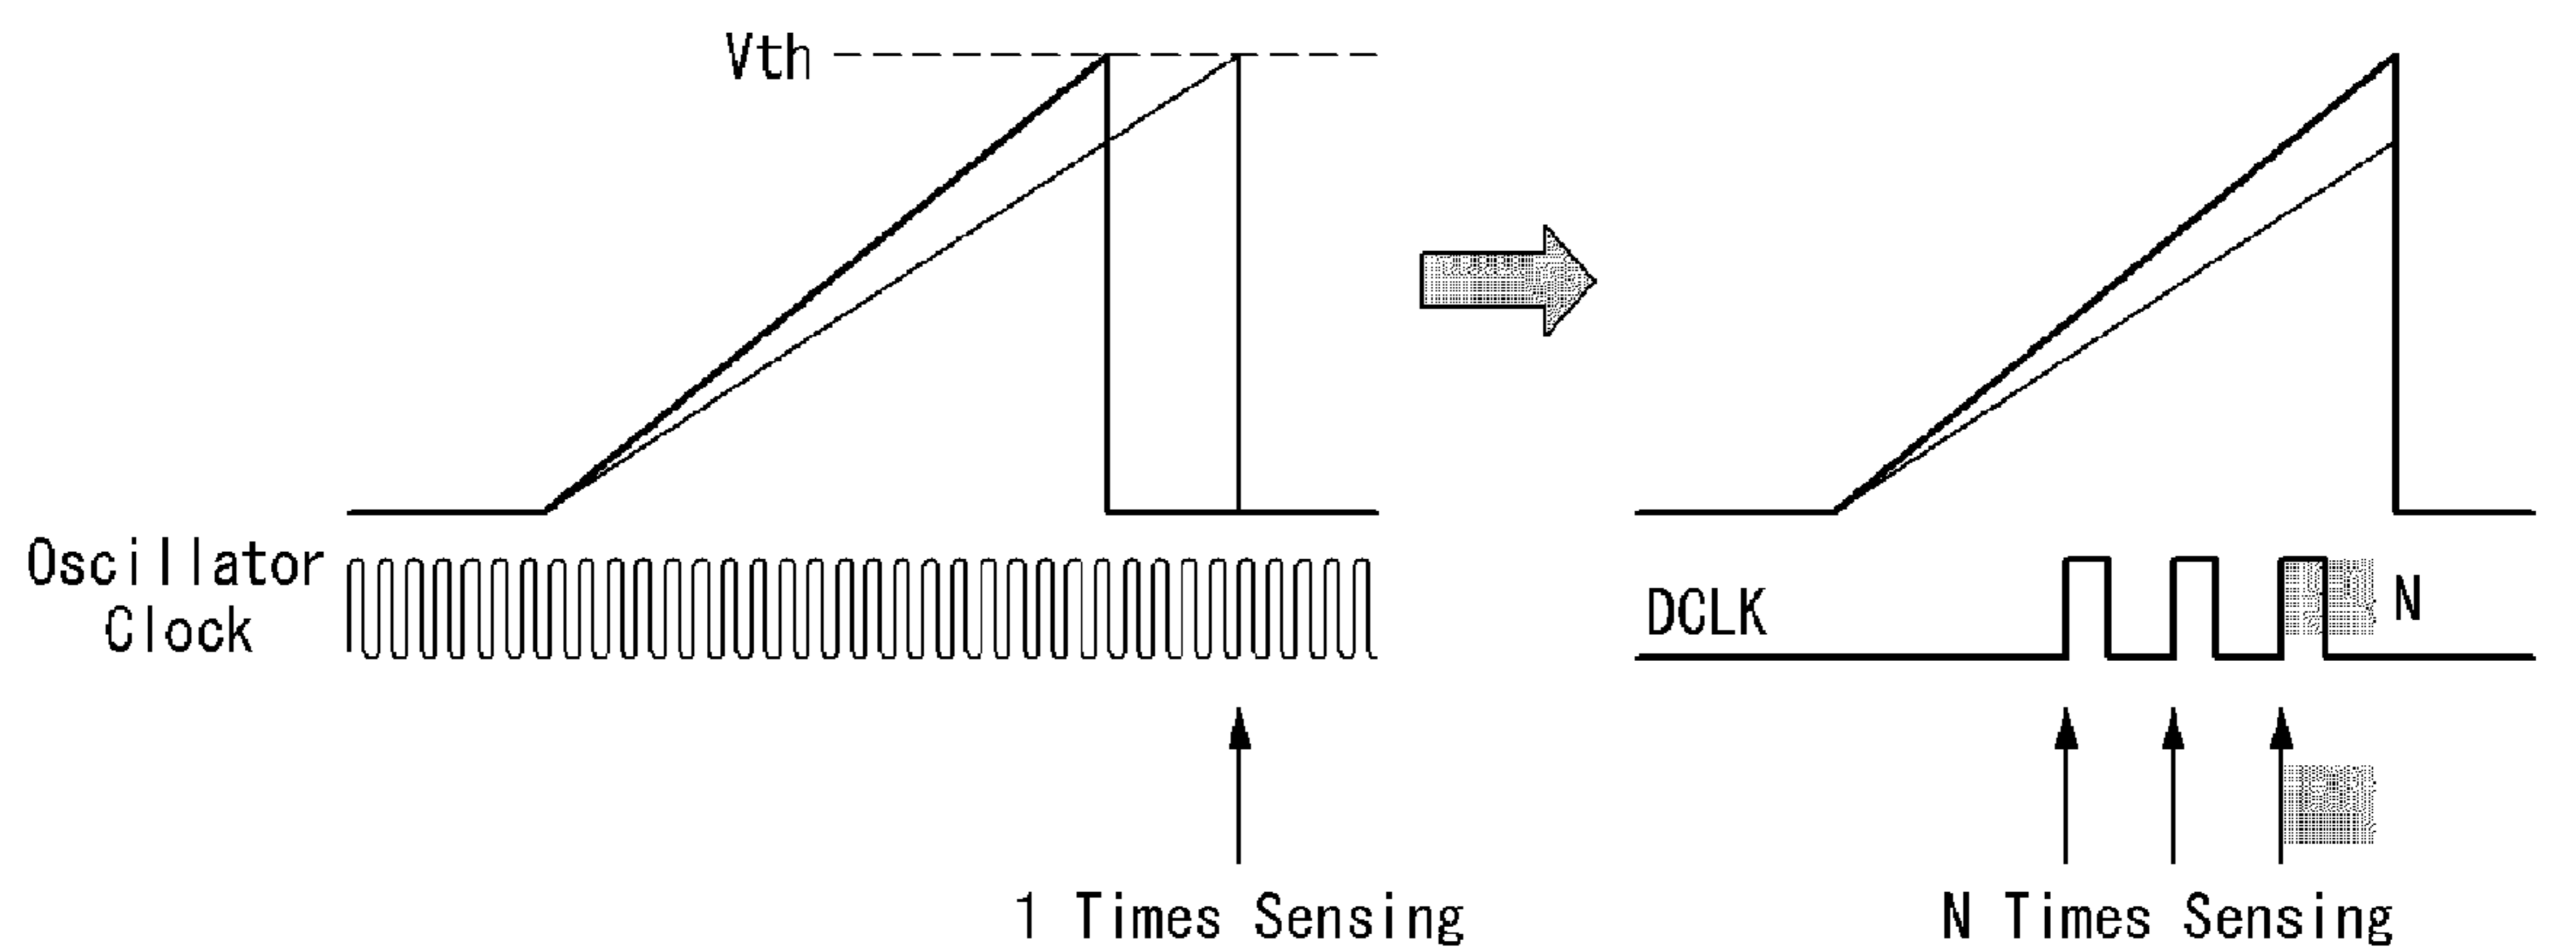 Vth
Oscillator
Clock
DCLK
N
1 Times Sensing
N Times Sensing